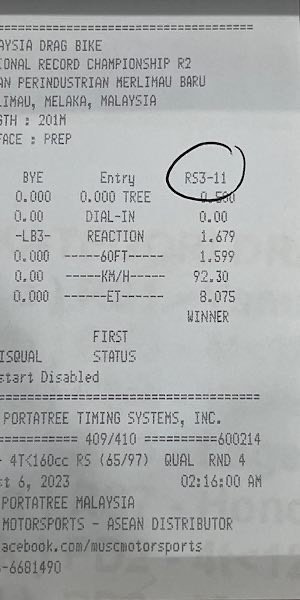 ================================
AYSIA DRAG BIKE
IONAL RECORD CHAMPIONSHIP R2
AN PERINDUSTRIAN MERLIMAU BARU
LIMAU, MELAKA, MALAYSIA
GTH : 201M
FACE : PREP
BYE Entry RS3-11
0.000 0.000 TREE 0.500
0.00 DIAL-IN 0.00
-LB3- REACTION 1.679
0.000 -----60FT----- 1.599
0.00 -----KM/H----- 92.30
0.000 ------ET------ 8.075
WINNER
FIRST
ISQUAL STATUS
start Disabled
================================
PORTATREE TIMING SYSTEMS, INC.
========== 409/410 ==========600214
- 4T<160cc RS (65/97) QUAL RND 4
t 6, 2023 02:16:00 AM
PORTATREE MALAYSIA
MOTORSPORTS - ASEAN DISTRIBUTOR
acebook.com/muscmotorsports
-6681490